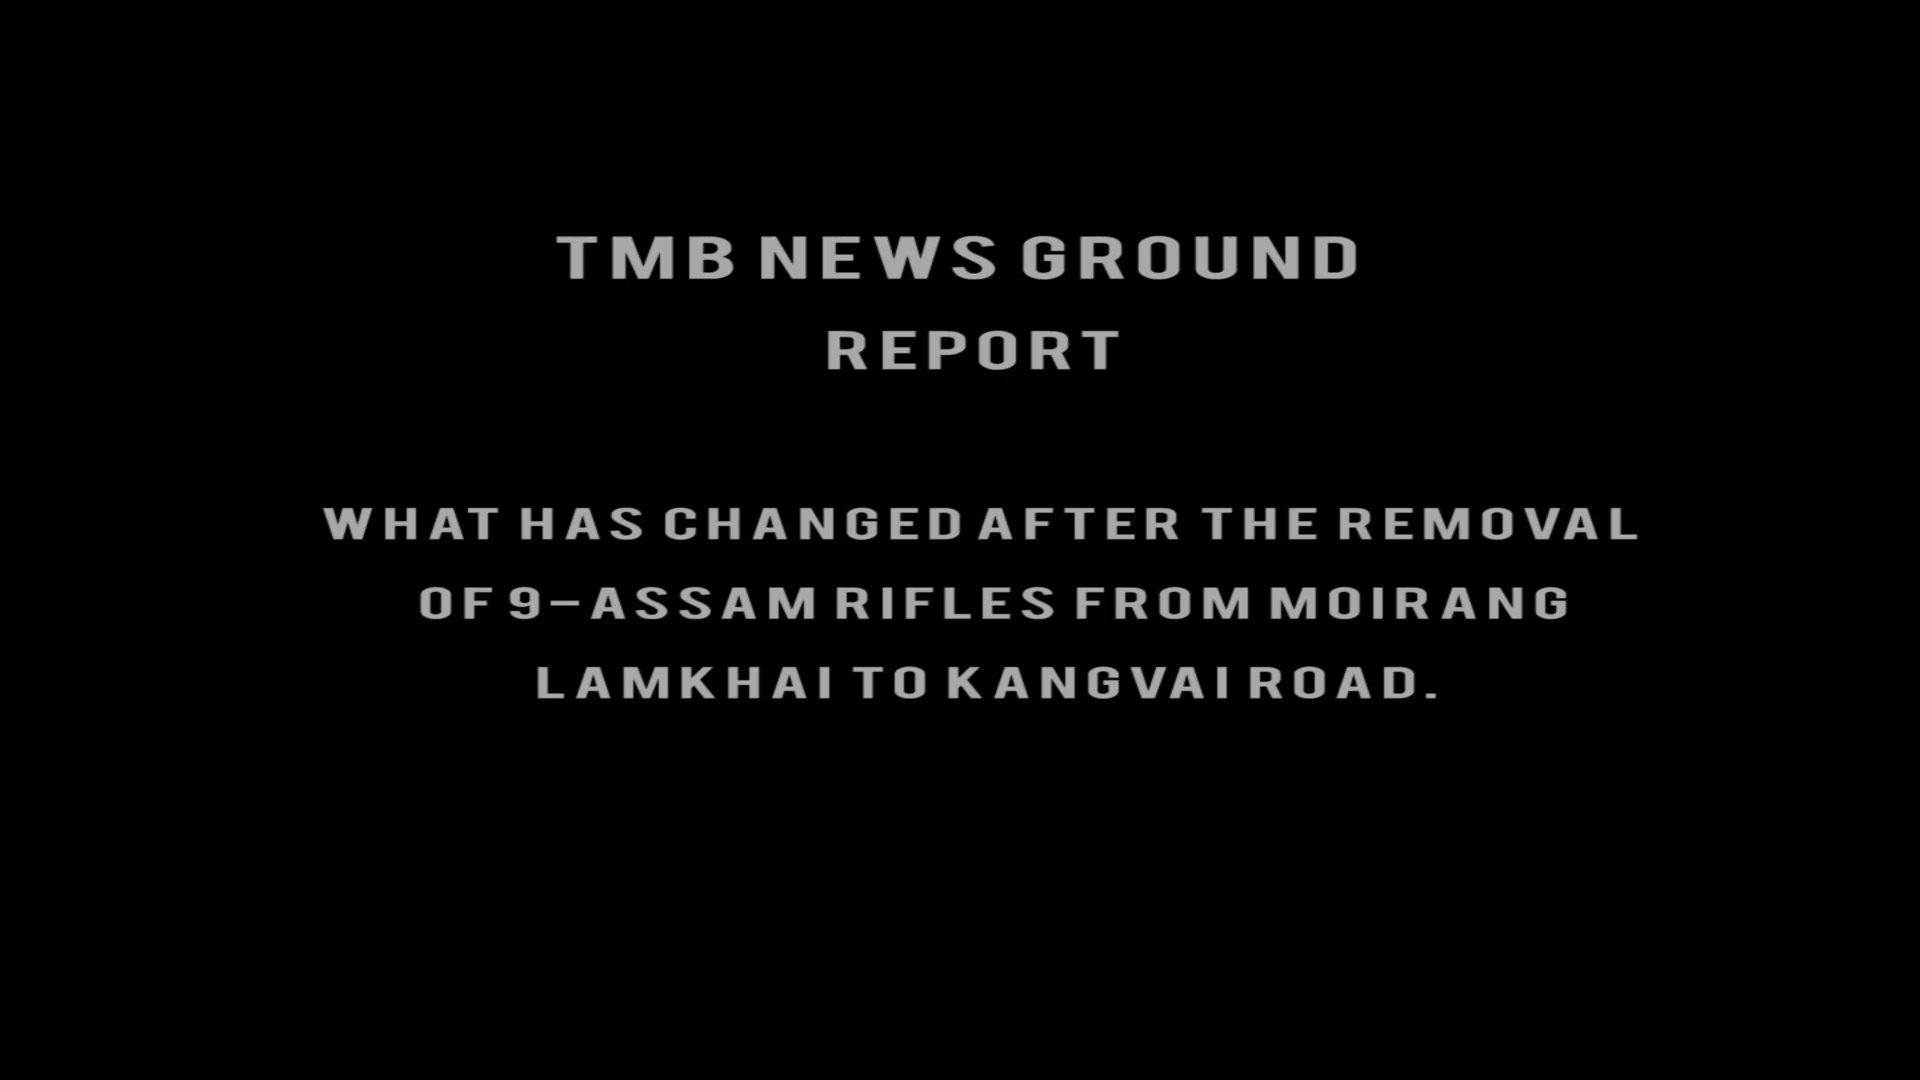 TMB NEWS GROUND
REPORT
WHAT HAS CHANGED AFTER THE REMOVAL
OF 9-ASSAM RIFLES FROM MOIRANG
LAMKHAI TO KANGVAI ROAD.